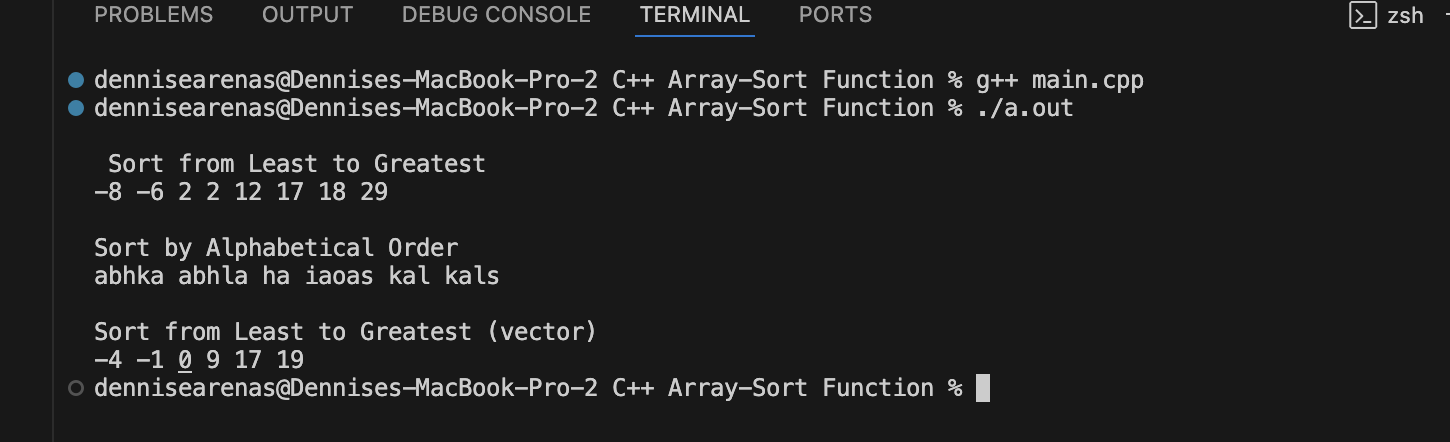 PROBLEMS OUTPUT DEBUG CONSOLE TERMINAL PORTS zsh
dennisearenas@Dennises-MacBook-Pro-2 C++ Array-Sort Function % g++ main.cpp
dennisearenas@Dennises-MacBook-Pro-2 C++ Array-Sort Function % ./a.out
Sort from Least to Greatest
-8 -6 2 2 12 17 18 29
Sort by Alphabetical Order
abhka abhla ha iaoas kal kals
Sort from Least to Greatest (vector)
-4 -1 0 9 17 19
dennisearenas@Dennises-MacBook-Pro-2 C++ Array-Sort Function %